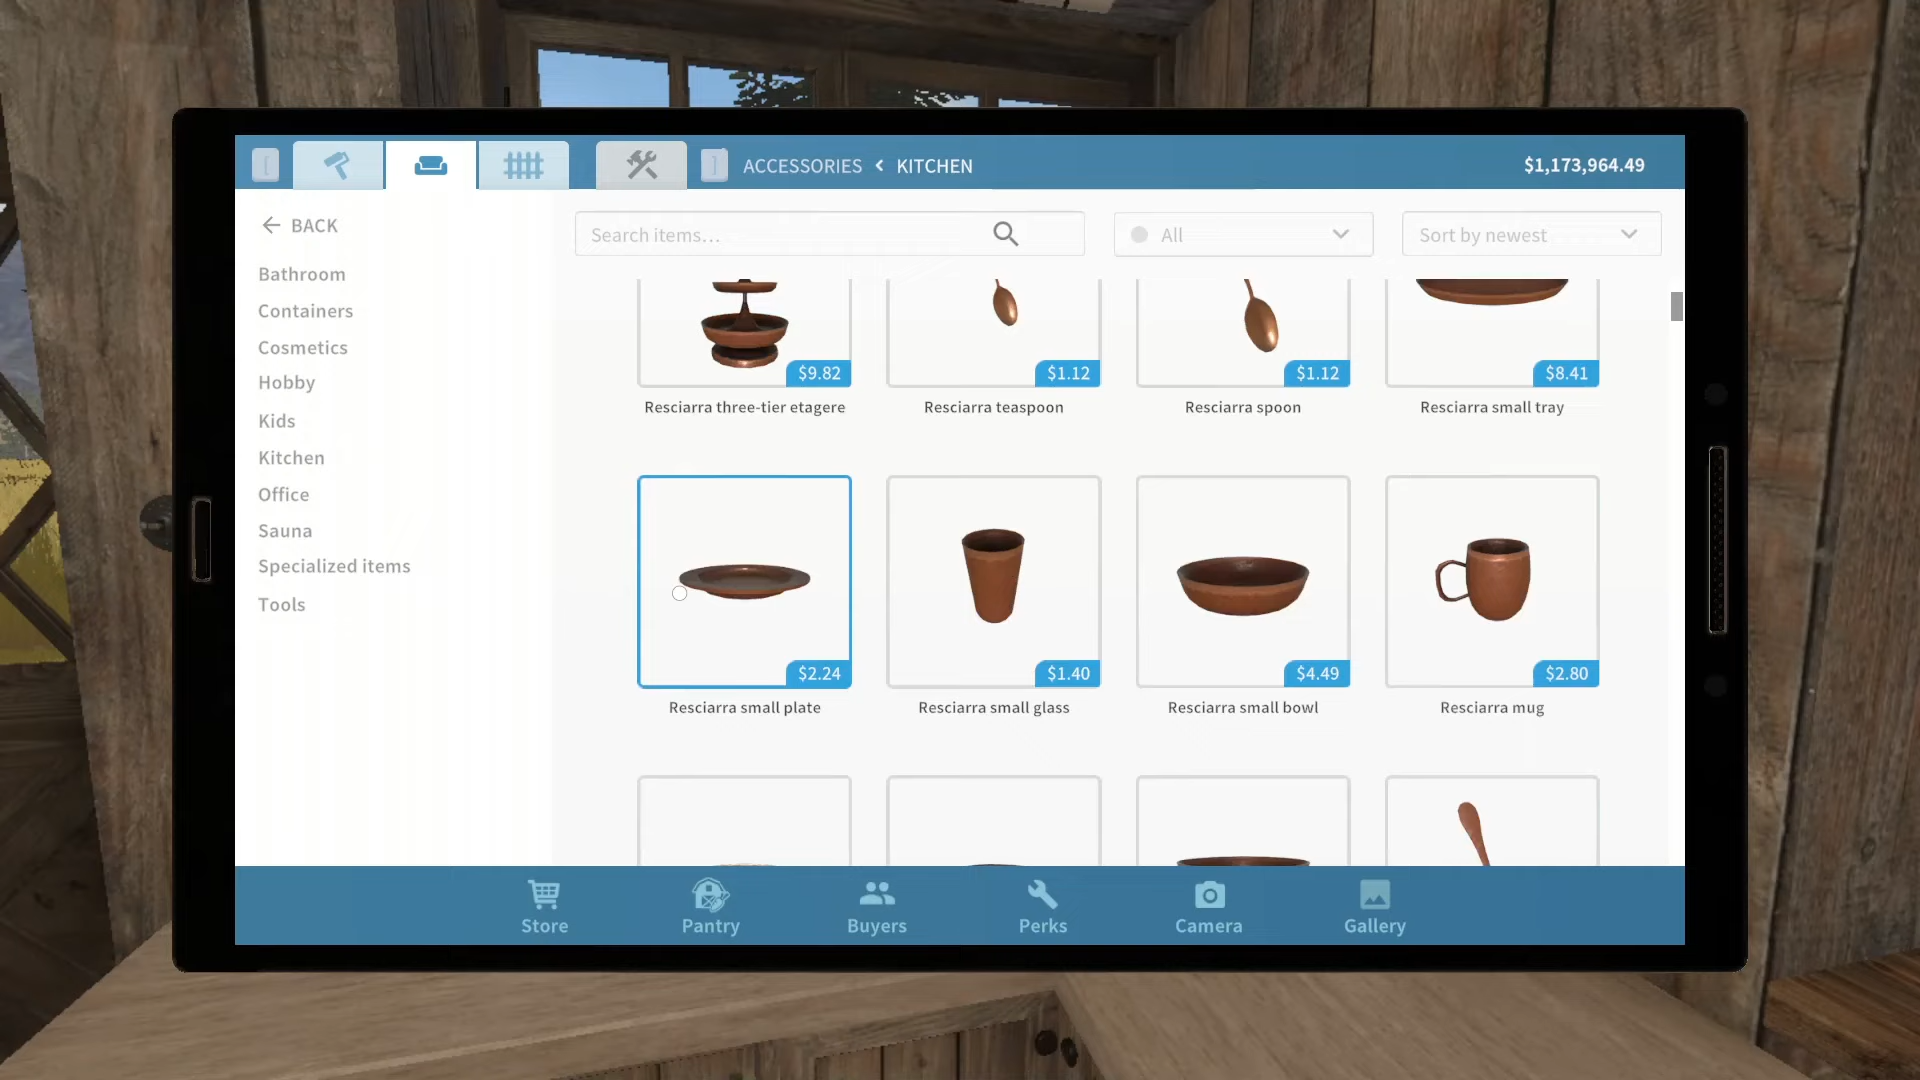 [
]
ACCESSORIES < KITCHEN
$1,173,964.49
BACK
Bathroom
Containers
Cosmetics
Hobby
Kids
Kitchen
Office
Sauna
Specialized items
Tools
Search items...
All
Sort by newest
$9.82
$1.12
$1.12
$8.41
Resciarra three-tier etagere
Resciarra teaspoon
Resciarra spoon
Resciarra small tray
$2.24
$1.40
$4.49
$2.80
Resciarra small plate
Resciarra small glass
Resciarra small bowl
Resciarra mug
Store
Pantry
Buyers
Perks
Camera
Gallery